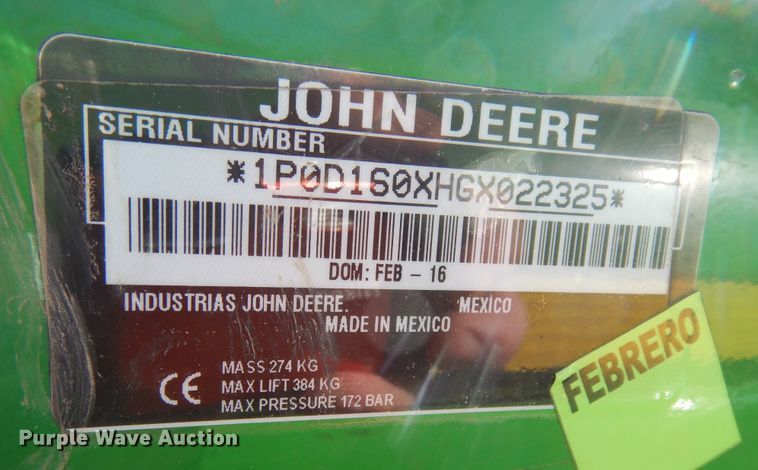 JOHN DEERE
SERIAL NUMBER
*1P0D160XHGX022325*
DOM: FEB - 16
INDUSTRIAS JOHN DEERE. MEXICO
MADE IN MEXICO
CE
MASS 274 KG
MAX LIFT 384 KG
MAX PRESSURE 172 BAR
FEBRERO
Purple Wave Auction